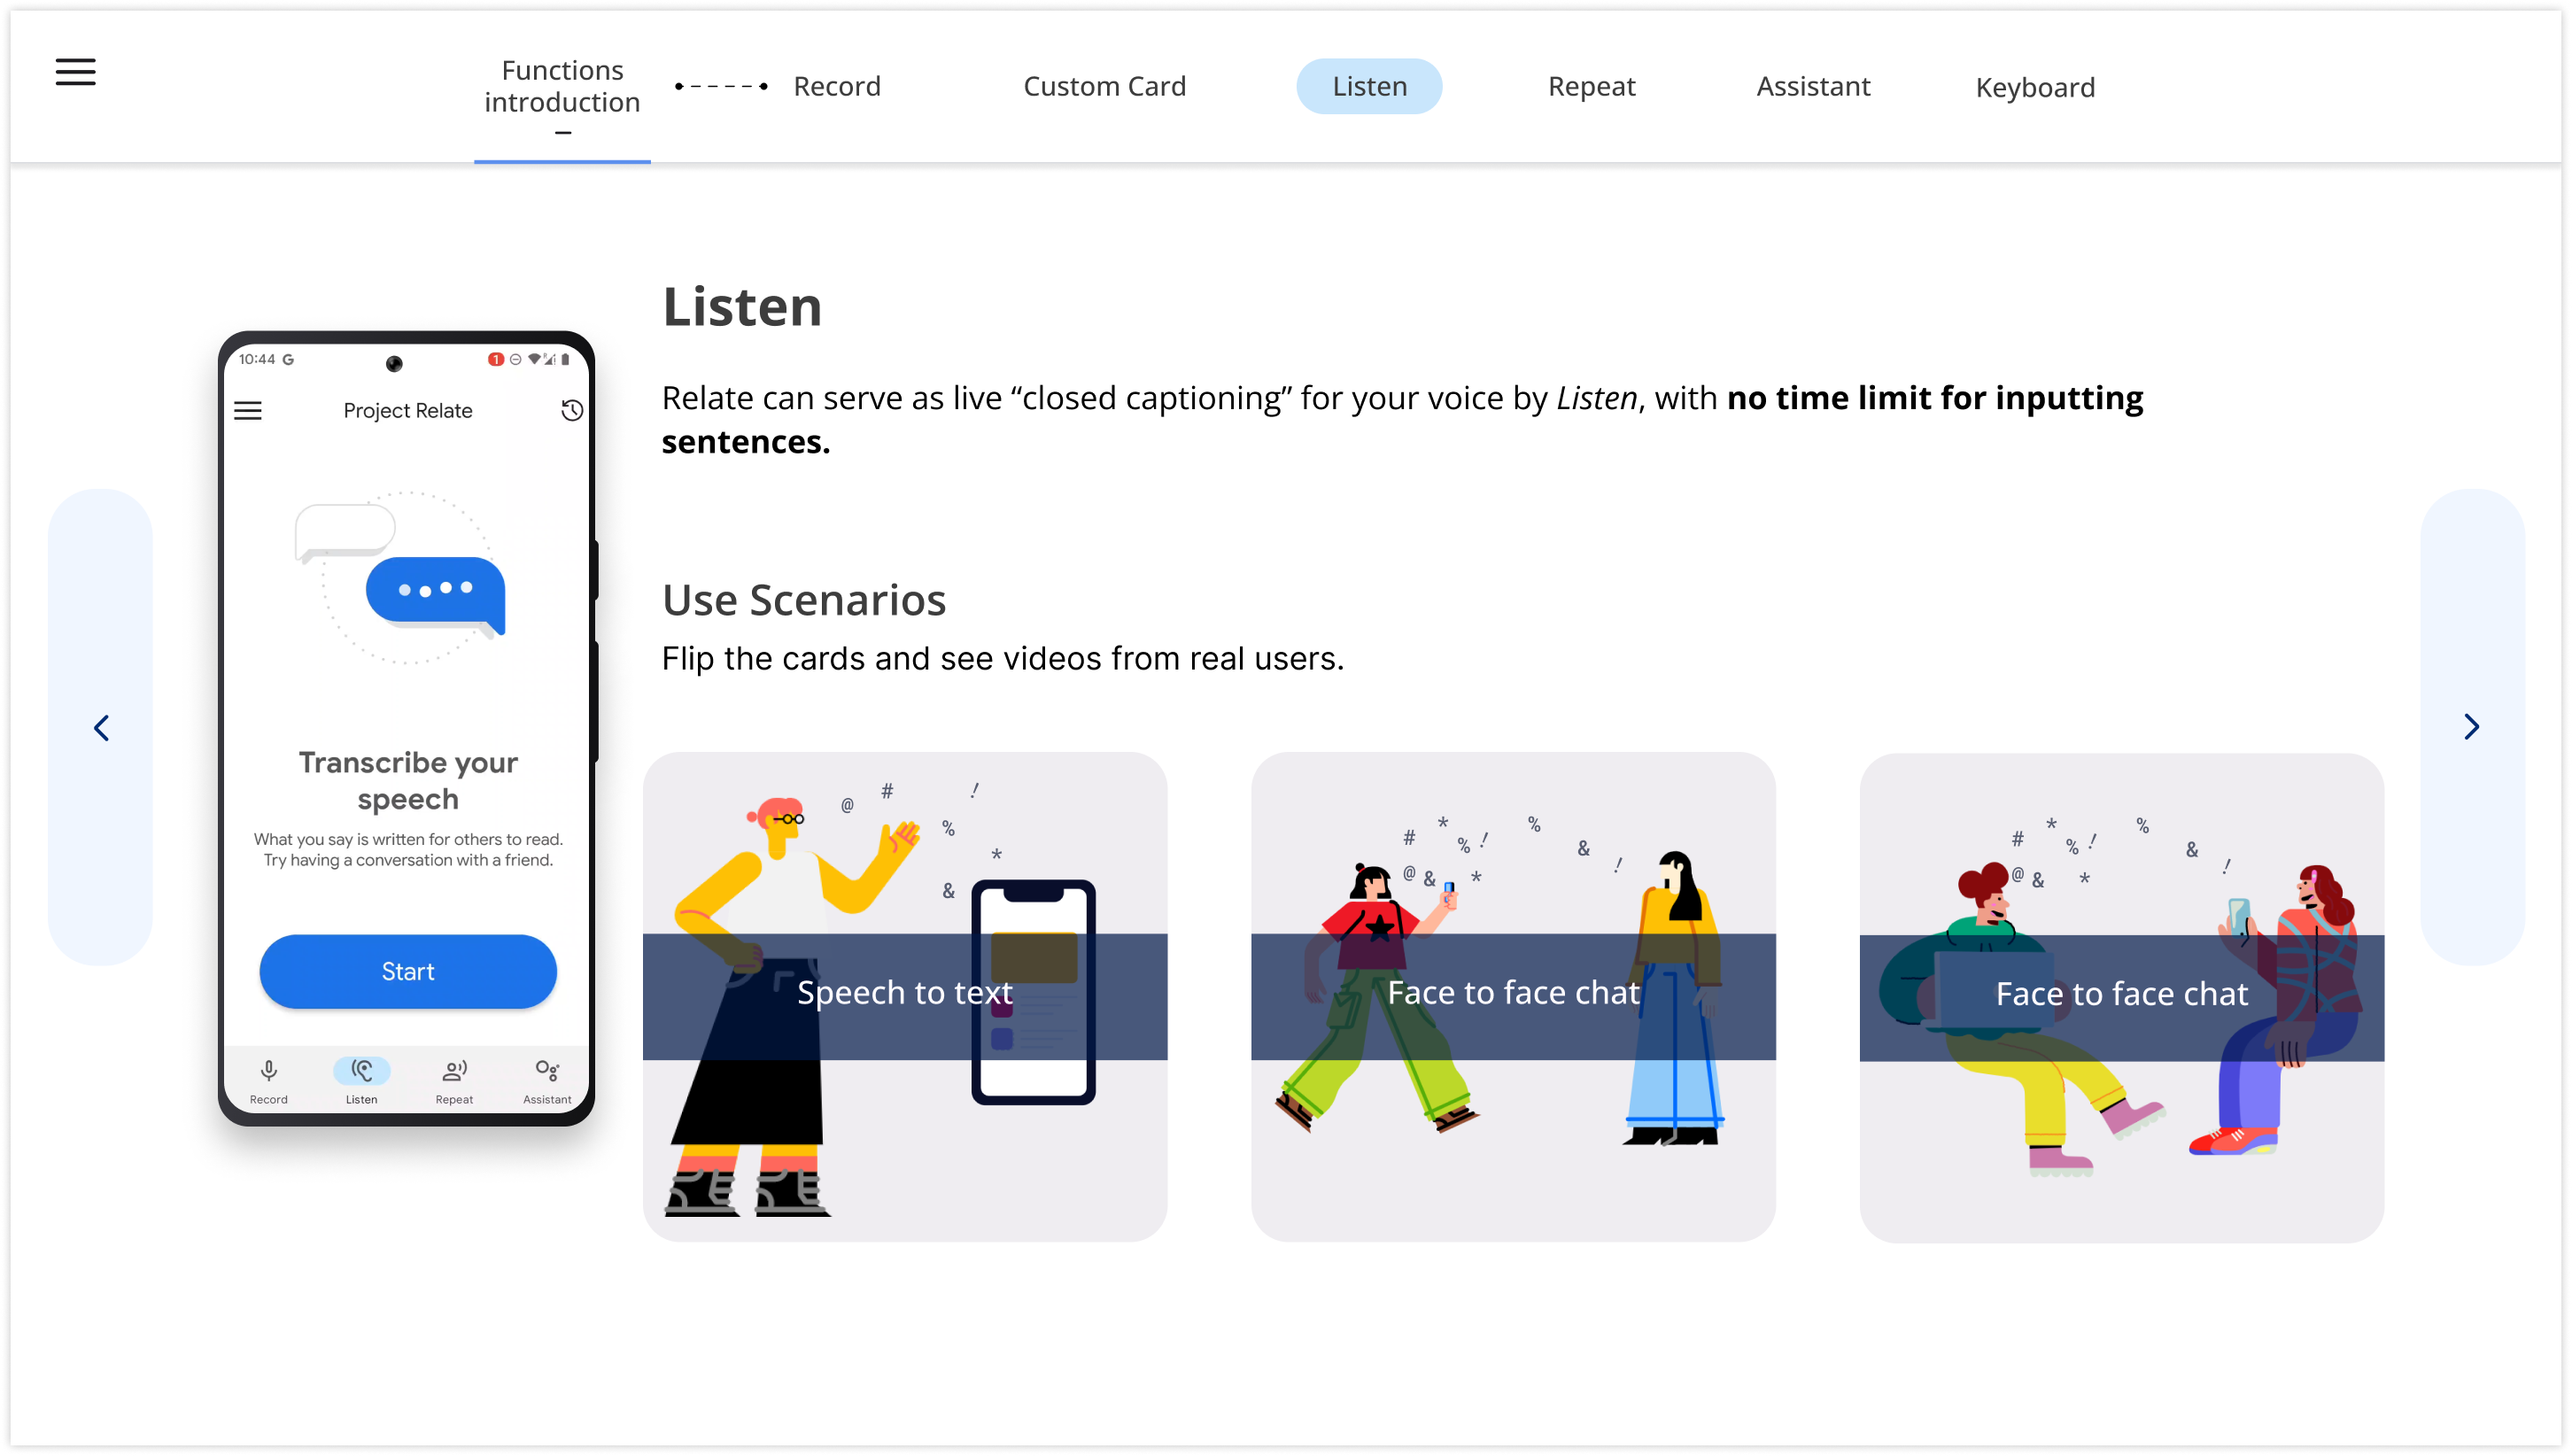 Functions
introduction
Record
Custom Card
Listen
Repeat
Assistant
Keyboard
Listen
Relate can serve as live “closed captioning” for your voice by Listen, with no time limit for inputting
sentences.
Use Scenarios
Flip the cards and see videos from real users.
10:44 G
1
Project Relate
Transcribe your
speech
What you say is written for others to read.
Try having a conversation with a friend.
Start
Record
Listen
Repeat
Assistant
@ # !
%
*
&
Speech to text
# * % ! % & !
@ & *
Face to face chat
# * % ! % & !
@ & *
Face to face chat